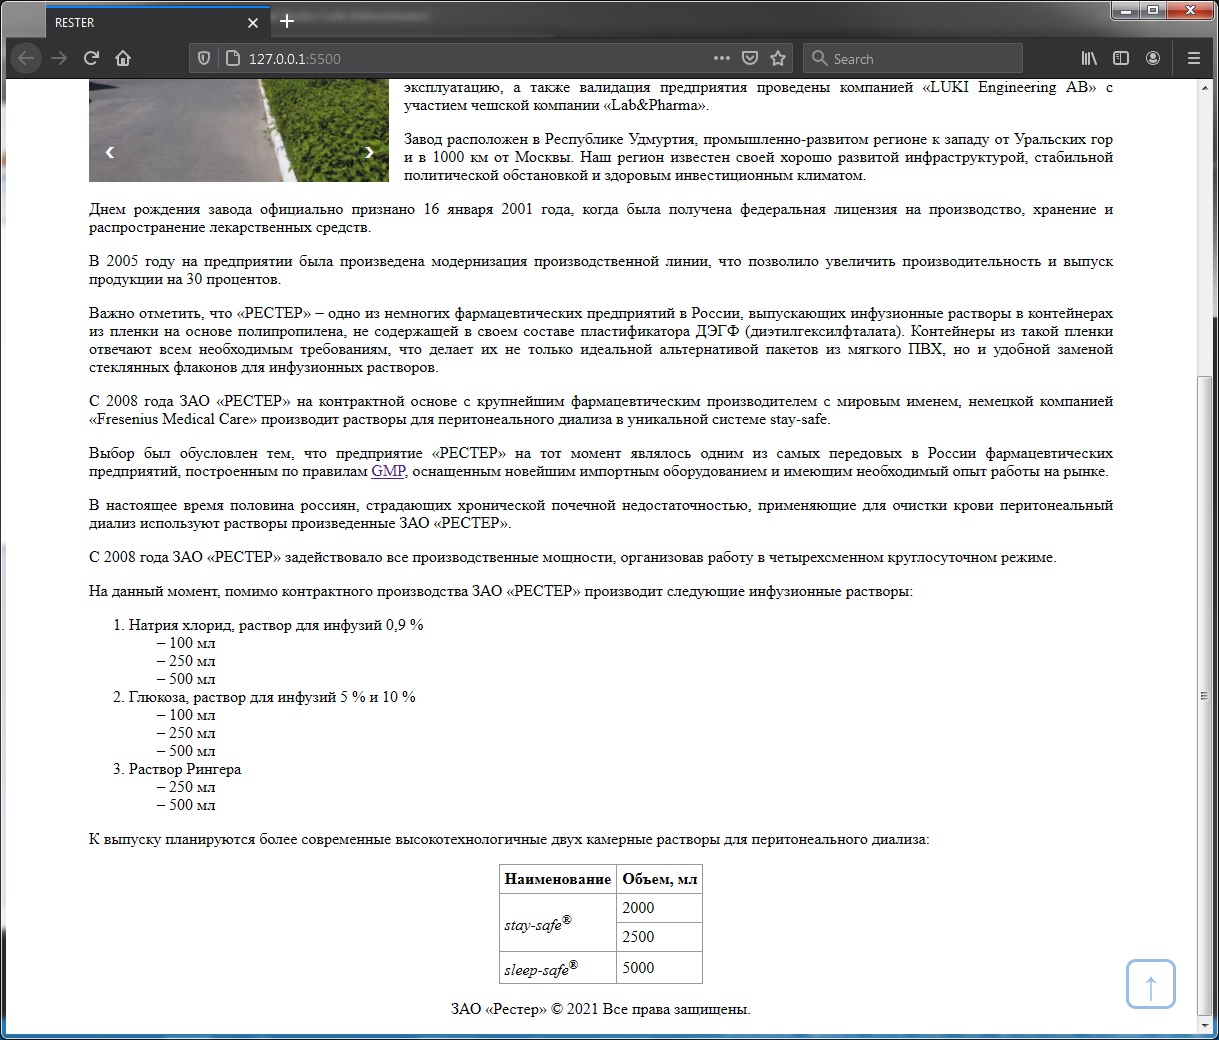 RESTER
127.0.0.1:5500
Search
эксплуатацию, а также валидация предприятия проведены компанией «LUKI Engineering AB» с
участием чешской компании «Lab&Pharma».
Завод расположен в Республике Удмуртия, промышленно-развитом регионе к западу от Уральских гор
и в 1000 км от Москвы. Наш регион известен своей хорошо развитой инфраструктурой, стабильной
политической обстановкой и здоровым инвестиционным климатом.
Днем рождения завода официально признано 16 января 2001 года, когда была получена федеральная лицензия на производство, хранение и
распространение лекарственных средств.
В 2005 году на предприятии была произведена модернизация производственной линии, что позволило увеличить производительность и выпуск
продукции на 30 процентов.
Важно отметить, что «РЕСТЕР» – одно из немногих фармацевтических предприятий в России, выпускающих инфузионные растворы в контейнерах
из пленки на основе полипропилена, не содержащей в своем составе пластификатора ДЭГФ (диэтилгексилфталата). Контейнеры из такой пленки
отвечают всем необходимым требованиям, что делает их не только идеальной альтернативой пакетов из мягкого ПВХ, но и удобной заменой
стеклянных флаконов для инфузионных растворов.
С 2008 года ЗАО «РЕСТЕР» на контрактной основе с крупнейшим фармацевтическим производителем с мировым именем, немецкой компанией
«Fresenius Medical Care» производит растворы для перитонеального диализа в уникальной системе stay-safe.
Выбор был обусловлен тем, что предприятие «РЕСТЕР» на тот момент являлось одним из самых передовых в России фармацевтических
предприятий, построенным по правилам GMP, оснащенным новейшим импортным оборудованием и имеющим необходимый опыт работы на рынке.
В настоящее время половина россиян, страдающих хронической почечной недостаточностью, применяющие для очистки крови перитонеальный
диализ используют растворы произведенные ЗАО «РЕСТЕР».
С 2008 года ЗАО «РЕСТЕР» задействовало все производственные мощности, организовав работу в четырехсменном круглосуточном режиме.
На данный момент, помимо контрактного производства ЗАО «РЕСТЕР» производит следующие инфузионные растворы:
1. Натрия хлорид, раствор для инфузий 0,9 %
– 100 мл
– 250 мл
– 500 мл
2. Глюкоза, раствор для инфузий 5 % и 10 %
– 100 мл
– 250 мл
– 500 мл
3. Раствор Рингера
– 250 мл
– 500 мл
К выпуску планируются более современные высокотехнологичные двух камерные растворы для перитонеального диализа:
Наименование Объем, мл
stay-safe® 2000
2500
sleep-safe® 5000
↑
ЗАО «Рестер» © 2021 Все права защищены.